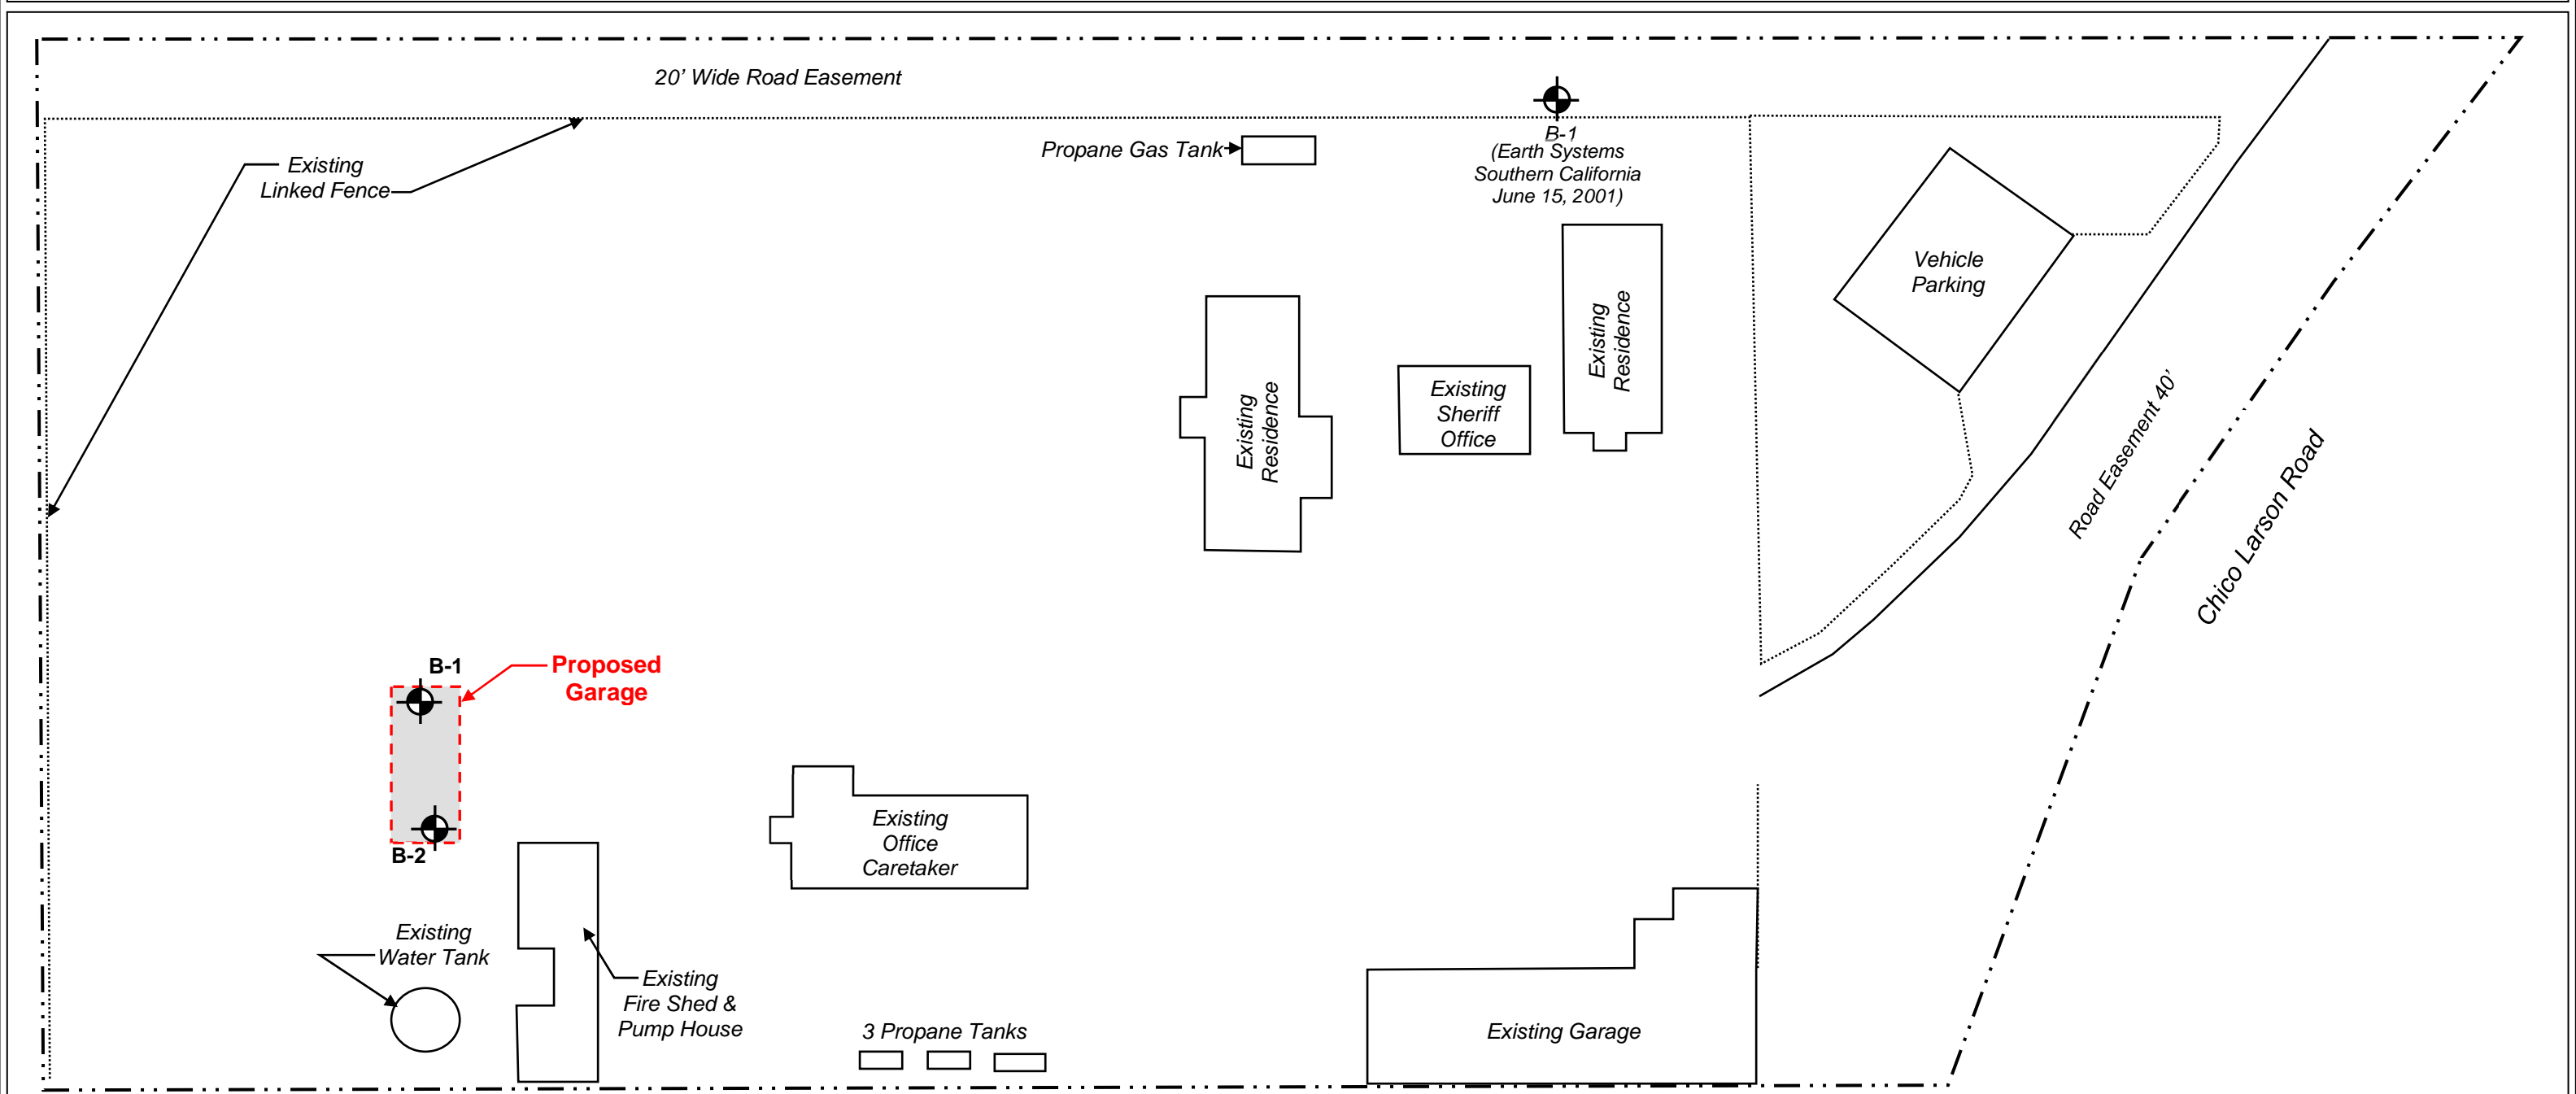 20’ Wide Road Easement
B-1
(Earth Systems
Southern California
June 15, 2001)
Propane Gas Tank
Existing
Linked Fence
Vehicle
Parking
Existing
Residence
Existing
Sheriff
Office
Existing
Residence
Road Easement 40’
Chico Larson Road
B-1
Proposed
Garage
B-2
Existing
Office
Caretaker
Existing
Water Tank
Existing
Fire Shed &
Pump House
3 Propane Tanks
Existing Garage